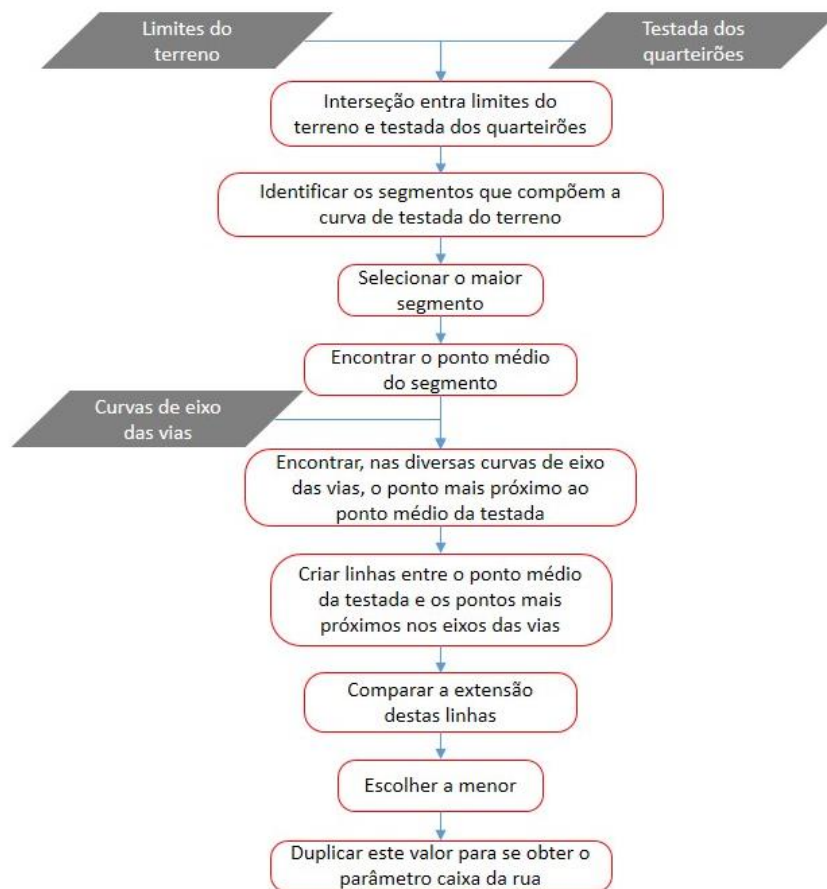 Limites do
terreno
Testada dos
quarteirões
Interseção entra limites do
terreno e testada dos quarteirões
Identificar os segmentos que compõem a
curva de testada do terreno
Selecionar o maior
segmento
Encontrar o ponto médio
do segmento
Curvas de eixo
das vias
Encontrar, nas diversas curvas de eixo
das vias, o ponto mais próximo ao
ponto médio da testada
Criar linhas entre o ponto médio
da testada e os pontos mais
próximos nos eixos das vias
Comparar a extensão
destas linhas
Escolher a menor
Duplicar este valor para se obter o
parâmetro caixa da rua